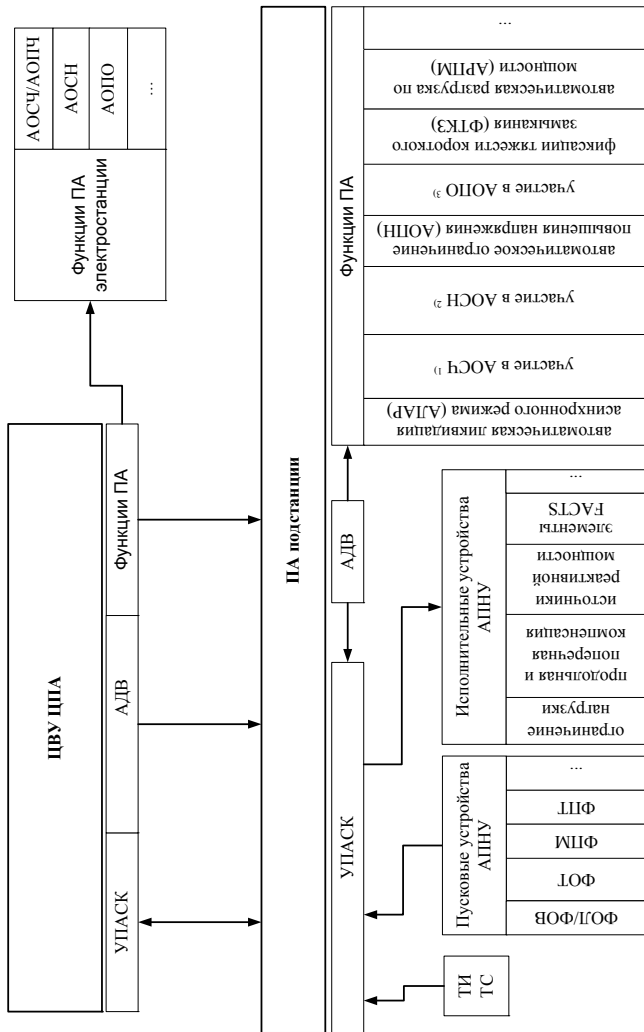 ЦВУ ЦПА
УПАСК
АДВ
Функции ПА
Функции ПА
электростанции
АОСЧ/АОПЧ
АОСН
АОПО
...
ПА подстанции
УПАСК
АДВ
Функции ПА
ТИ
ТС
Пусковые устройства
АПНУ
ФОЛ/ФОВ
ФОТ
ФПМ
ФПТ
...
Исполнительные устройства
АПНУ
ограничение
нагрузки
продольная и
поперечная
компенсация
источники
реактивной
мощности
элементы
FACTS
...
автоматическая ликвидация
асинхронного режима (АЛАР)
участие в АОСЧ 1)
участие в АОСН 2)
автоматическое ограничение
повышения напряжения (АОПН)
участие в АОПО 3)
фиксации тяжести короткого
замыкания (ФТКЗ)
автоматическая разгрузка по
мощности (АРПМ)
...